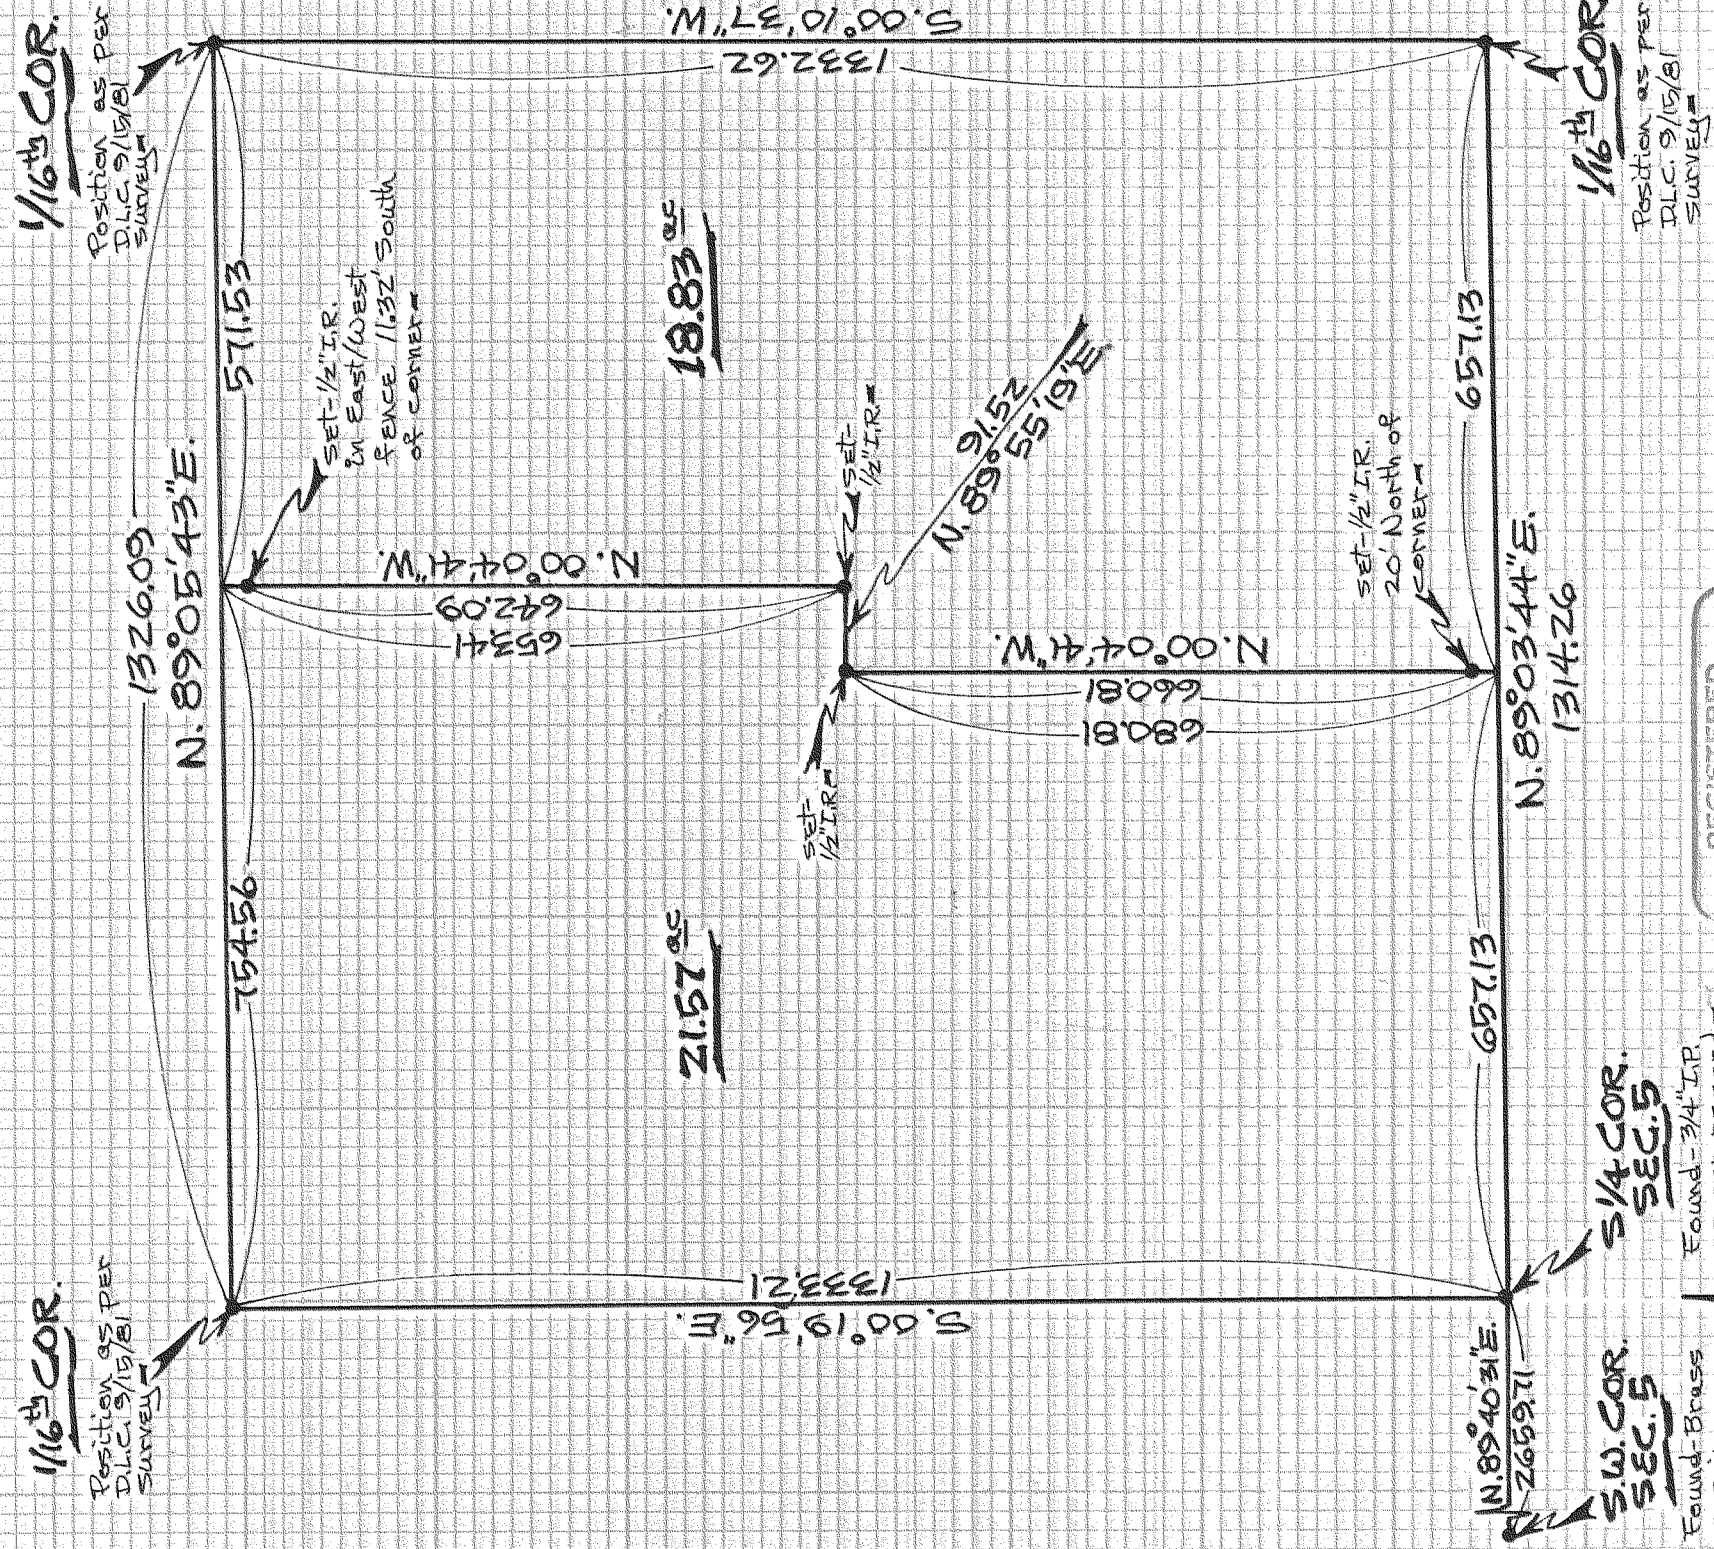 1/16th COR.
Position as per
D.L.C. 9/15/81
survey
1326.09
N. 89° 05' 43" E.
754.56
571.53
1/16th COR.
Position as per
D.L.C. 9/15/81
survey
set-1/2" I.R.
in East/West
fence 11.32' South
of corner
S. 00° 19' 56" E.
1333.21
21.57 ac
653.41
642.09
N. 00° 04' 41" W.
18.83 ac
1332.62
S. 00° 10' 37" W.
set-
1/2" I.R.
set-
1/2" I.R.
91.52
N. 89° 55' 19" E.
680.81
660.81
N. 00° 04' 41" W.
set-1/2" I.R.
20' North of
corner
657.13
657.13
N. 89° 40' 31" E.
2659.71
N. 89° 03' 44" E.
1314.26
S.W. COR.
SEC. 5
Found-Brass
S 1/4 COR.
SEC. 5
Found-3/4" I.P.
1/16th COR
Position as per
D.L.C. 9/15/81
survey